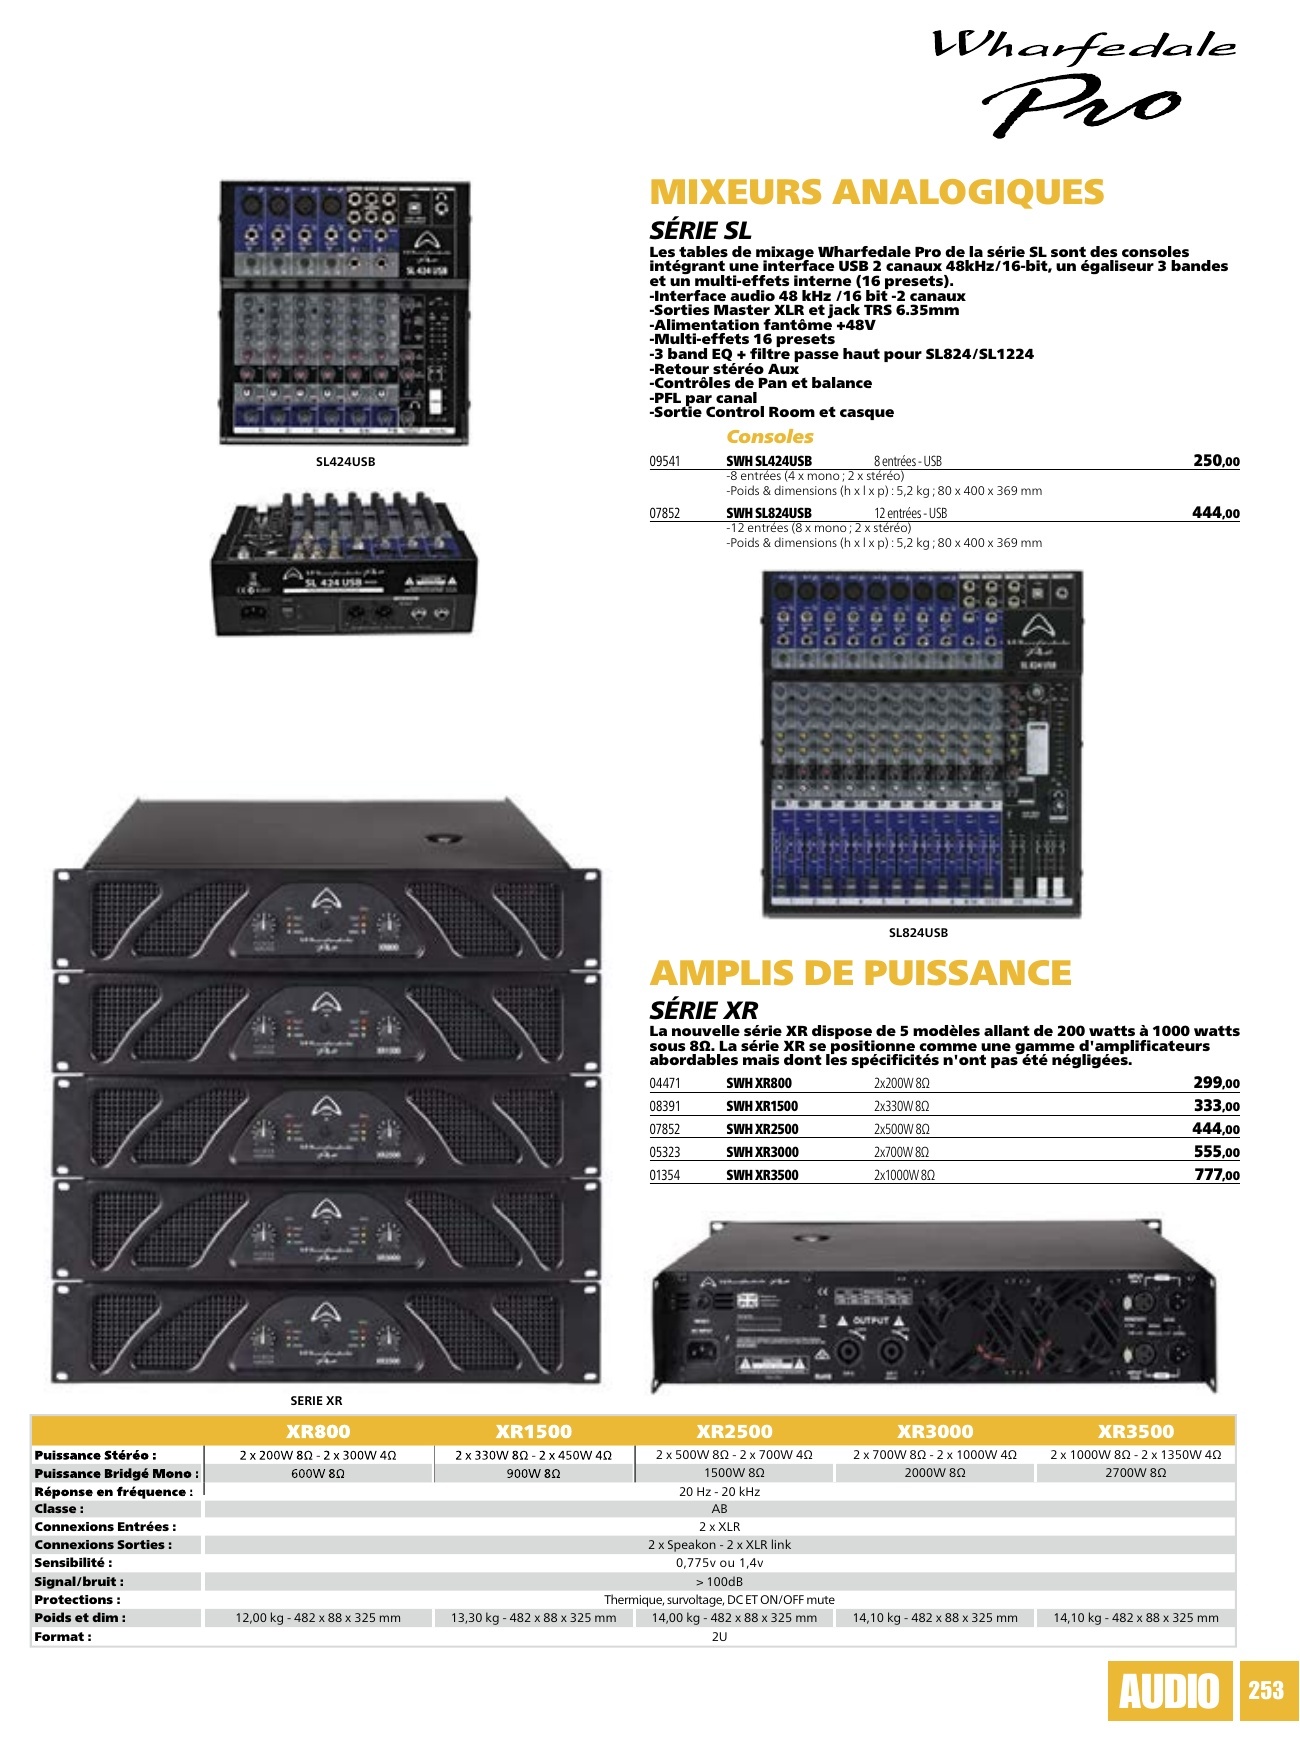 Wharfedale
Pro
MIXEURS ANALOGIQUES
SÉRIE SL
Les tables de mixage Wharfedale Pro de la série SL sont des consoles
intégrant une interface USB 2 canaux 48kHz/16-bit, un égaliseur 3 bandes
et un multi-effets interne (16 presets).
-Interface audio 48 kHz /16 bit -2 canaux
-Sorties Master XLR et jack TRS 6.35mm
-Alimentation fantôme +48V
-Multi-effets 16 presets
-3 band EQ + filtre passe haut pour SL824/SL1224
-Retour stéréo Aux
-Contrôles de Pan et balance
-PFL par canal
-Sortie Control Room et casque
Consoles
09541 SWH SL424USB 8 entrées - USB 250,00
-8 entrées (4 x mono ; 2 x stéréo)
-Poids & dimensions (h x l x p) : 5,2 kg ; 80 x 400 x 369 mm
07852 SWH SL824USB 12 entrées - USB 444,00
-12 entrées (8 x mono ; 2 x stéréo)
-Poids & dimensions (h x l x p) : 5,2 kg ; 80 x 400 x 369 mm
SL 424 USB
SL424USB
Wharfedale Pro
SL 424 USB
SL824USB
AMPLIS DE PUISSANCE
SÉRIE XR
La nouvelle série XR dispose de 5 modèles allant de 200 watts à 1000 watts
sous 8Ω. La série XR se positionne comme une gamme d'amplificateurs
abordables mais dont les spécificités n'ont pas été négligées.
04471 SWH XR800 2x200W 8Ω 299,00
08391 SWH XR1500 2x330W 8Ω 333,00
07852 SWH XR2500 2x500W 8Ω 444,00
05323 SWH XR3000 2x700W 8Ω 555,00
01354 SWH XR3500 2x1000W 8Ω 777,00
Wharfedale Pro
OUTPUT
SERIE XR
XR800 XR1500 XR2500 XR3000 XR3500
Puissance Stéréo : 2 x 200W 8Ω - 2 x 300W 4Ω 2 x 330W 8Ω - 2 x 450W 4Ω 2 x 500W 8Ω - 2 x 700W 4Ω 2 x 700W 8Ω - 2 x 1000W 4Ω 2 x 1000W 8Ω - 2 x 1350W 4Ω
Puissance Bridgé Mono : 600W 8Ω 900W 8Ω 1500W 8Ω 2000W 8Ω 2700W 8Ω
Réponse en fréquence : 20 Hz - 20 kHz
Classe : AB
Connexions Entrées : 2 x XLR
Connexions Sorties : 2 x Speakon - 2 x XLR link
Sensibilité : 0,775v ou 1,4v
Signal/bruit : > 100dB
Protections : Thermique, survoltage, DC ET ON/OFF mute
Poids et dim : 12,00 kg - 482 x 88 x 325 mm 13,30 kg - 482 x 88 x 325 mm 14,00 kg - 482 x 88 x 325 mm 14,10 kg - 482 x 88 x 325 mm 14,10 kg - 482 x 88 x 325 mm
Format : 2U
AUDIO 253